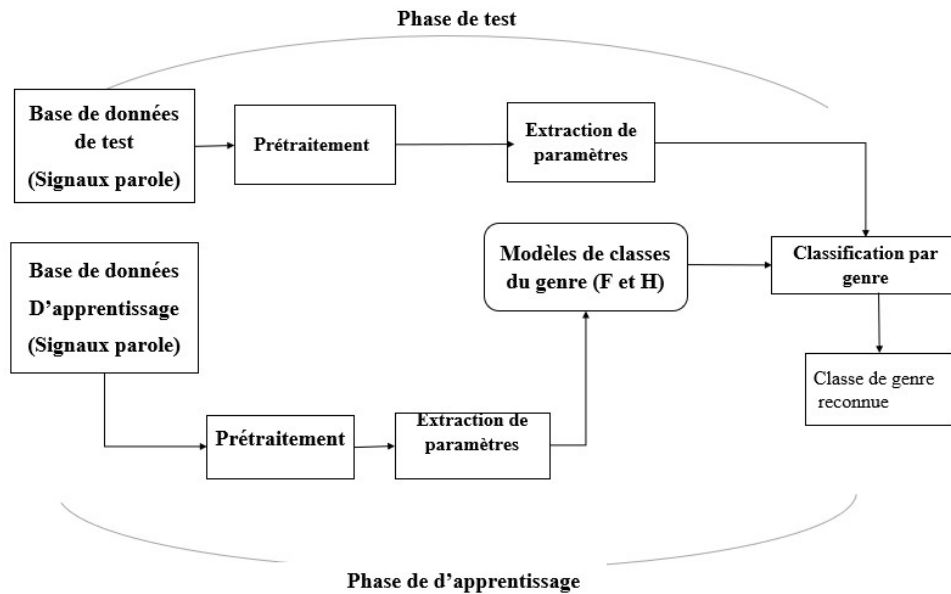 Phase de test
Base de données
de test
(Signaux parole)
Prétraitement
Extraction de
paramètres
Base de données
D’apprentissage
(Signaux parole)
Modèles de classes
du genre (F et H)
Classification par
genre
Classe de genre
reconnue
Prétraitement
Extraction de
paramètres
Phase de d’apprentissage